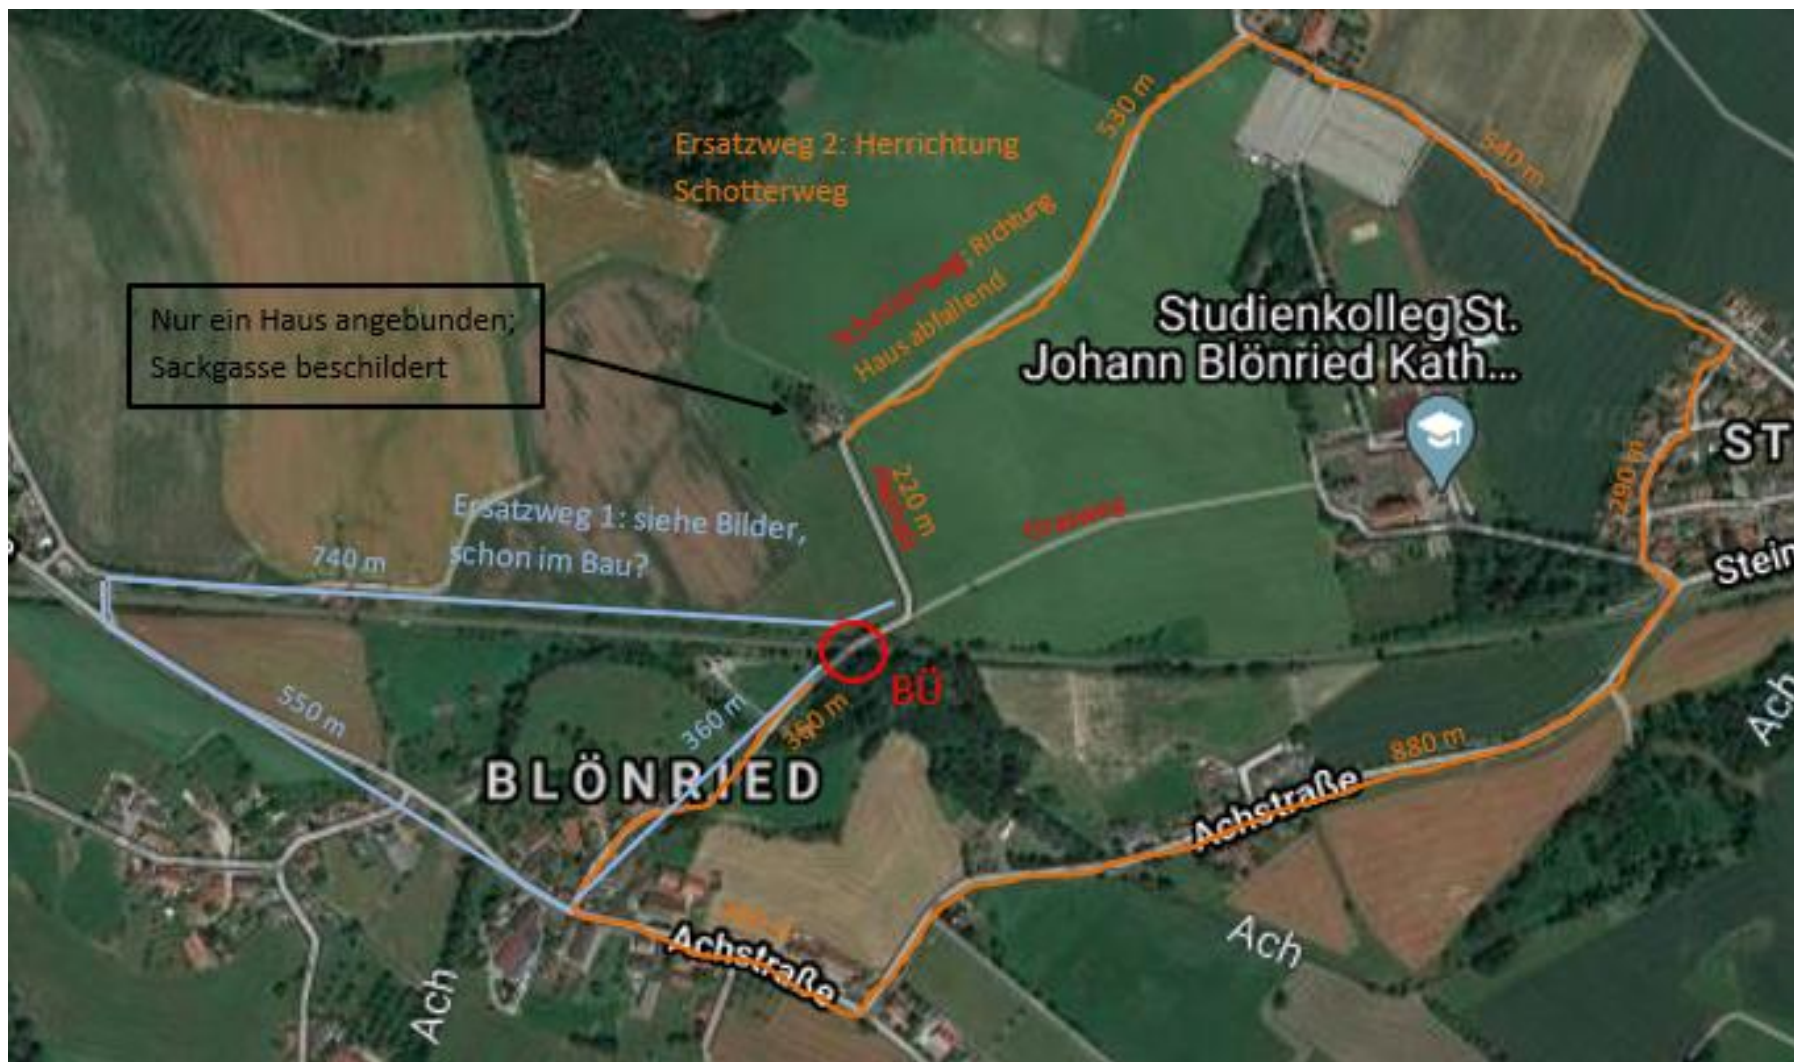 530 m
540 m
Ersatzweg 2: Herrichtung
Schotterweg
Richtung
Haus abfallend
Nur ein Haus angebunden;
Sackgasse beschildert
Studienkolleg St.
Johann Blönried Kath...
ST
220 m
290 m
Ersatzweg 1: siehe Bilder,
schon im Bau?
740 m
Stein
BÜ
550 m
360 m
360 m
BLÖNRIED
880 m
Achstraße
Ach
Achstraße
Ach
Ach